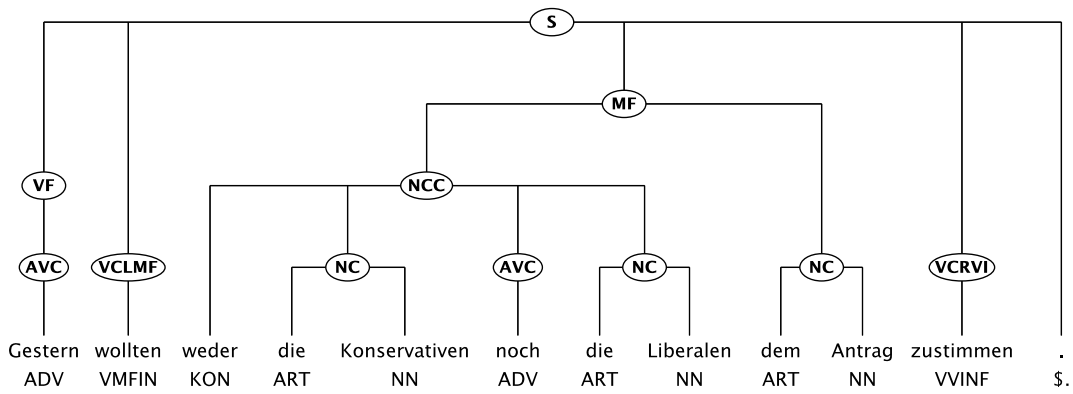 S
MF
VF NCC
AVC VCLMF NC AVC NC NC VCRVI
Gestern wollten weder die Konservativen noch die Liberalen dem Antrag zustimmen .
ADV VMFIN KON ART NN ADV ART NN ART NN VVINF $.